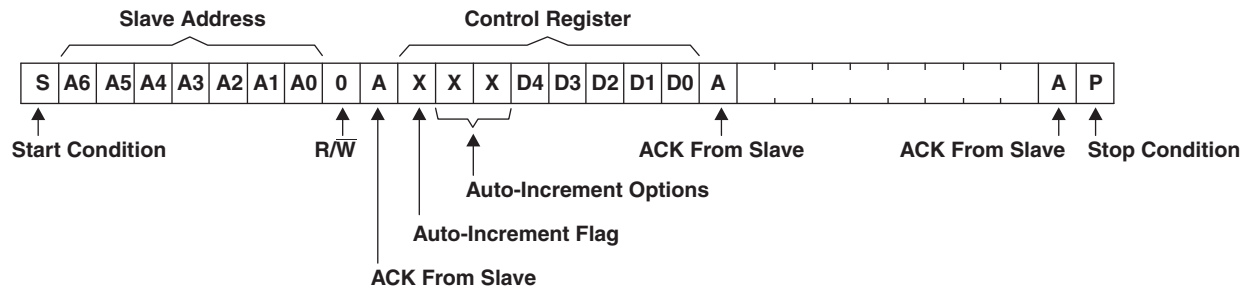 Slave Address Control Register
S A6 A5 A4 A3 A2 A1 A0 0 A X X X D4 D3 D2 D1 D0 A A P
Start Condition R/W̅ ACK From Slave ACK From Slave Stop Condition
Auto-Increment Options
Auto-Increment Flag
ACK From Slave